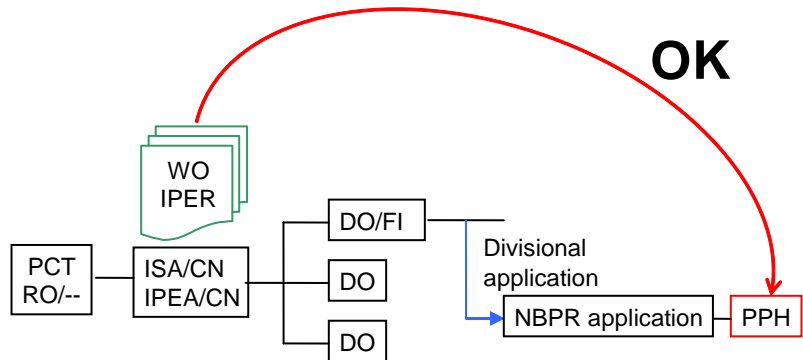 OK
WO
IPER
DO/FI
PCT
RO/--
ISA/CN
IPEA/CN
DO
DO
Divisional
application
NBPR application
PPH